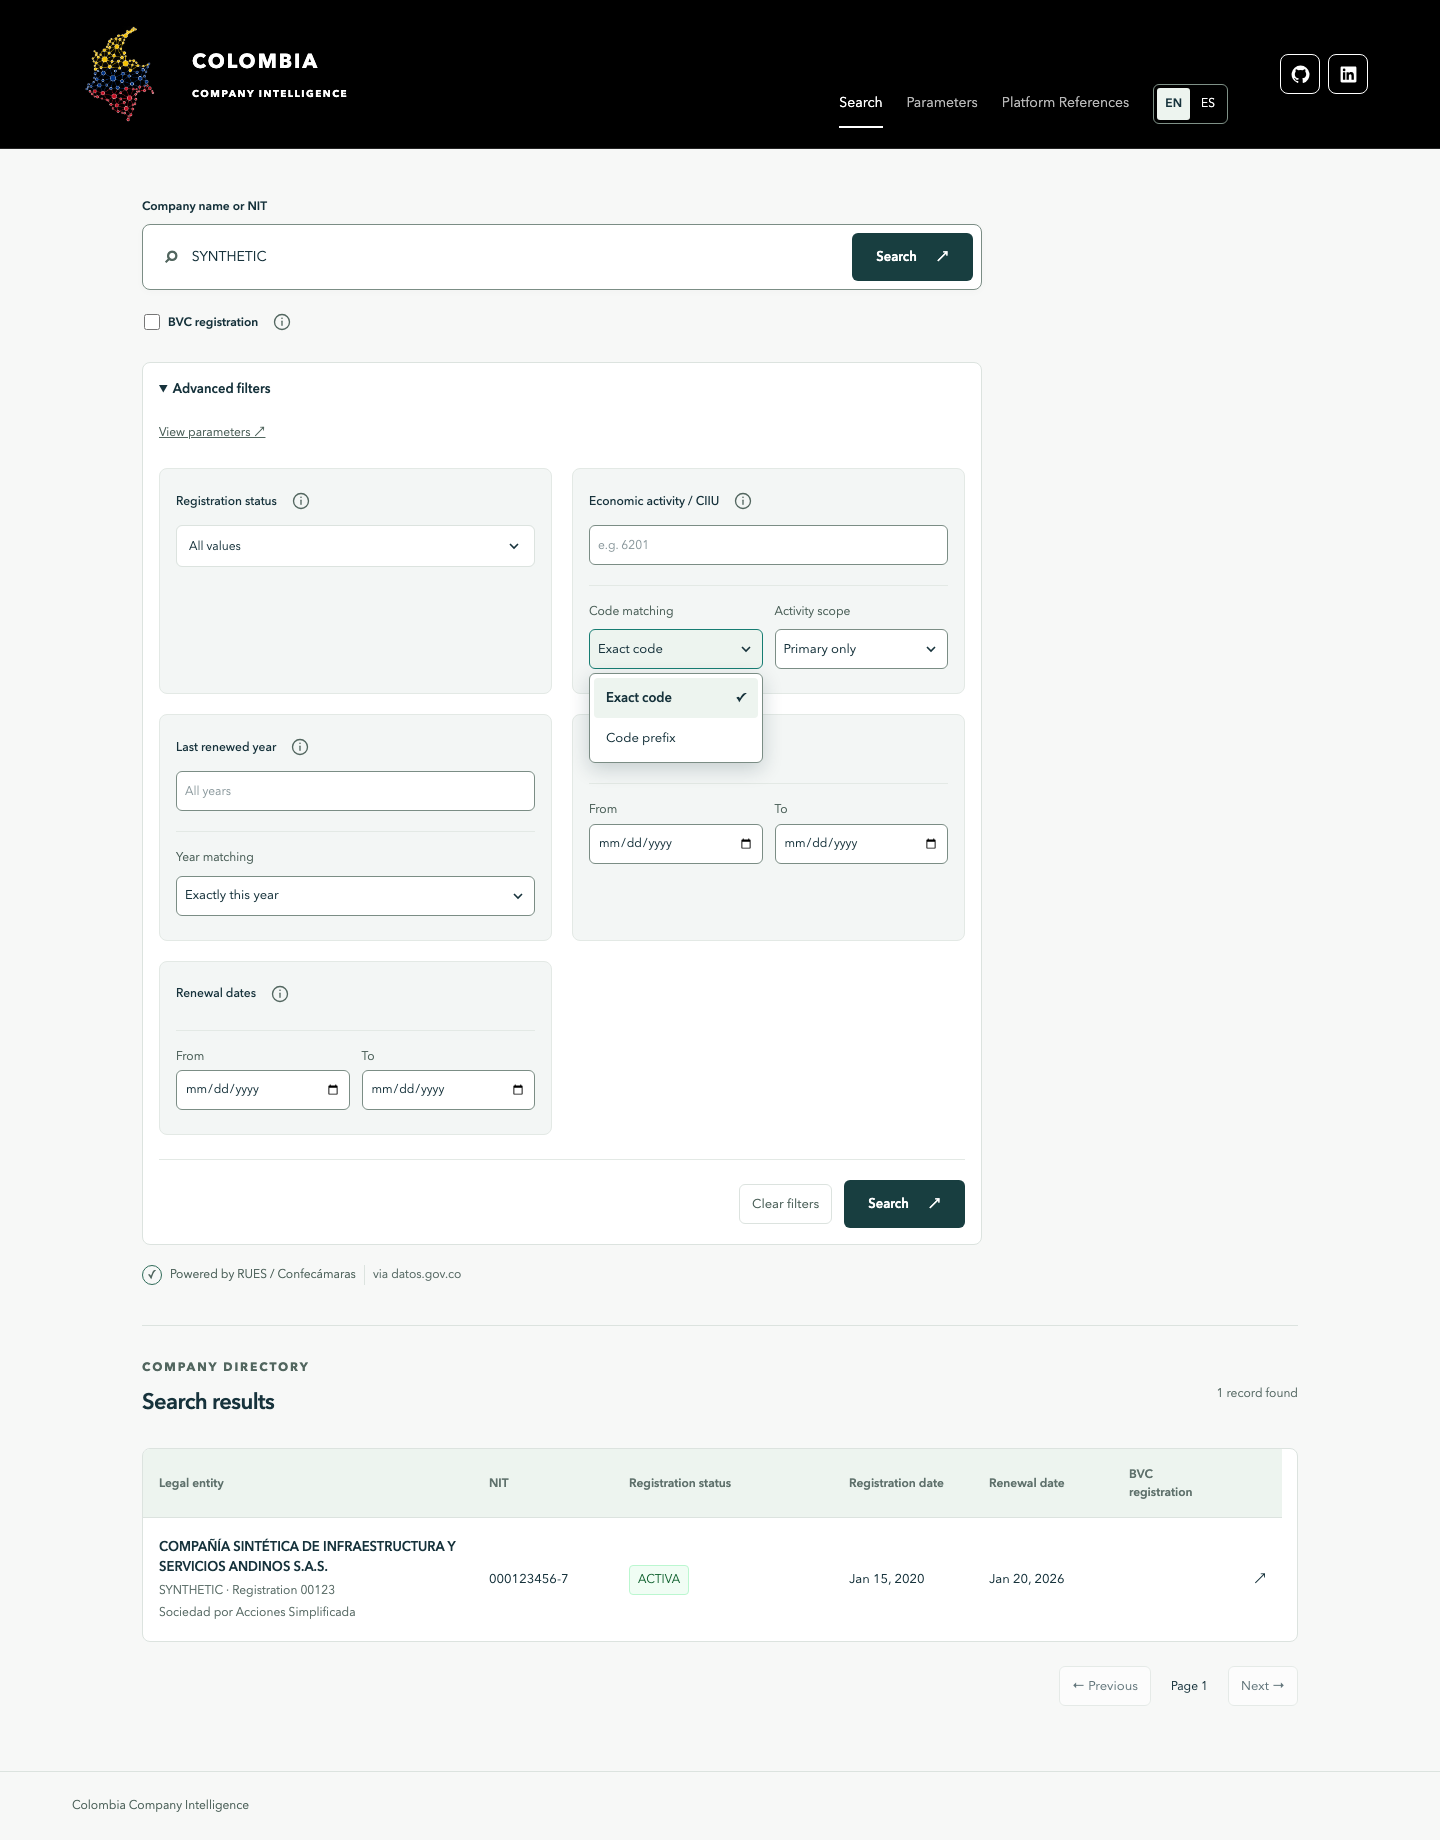 COLOMBIA
COMPANY INTELLIGENCE
Search
Parameters
Platform References
EN
ES
Company name or NIT
SYNTHETIC
Search ↗
BVC registration
▼ Advanced filters
View parameters ↗
Registration status
All values
Economic activity / CIIU
e.g. 6201
Code matching
Activity scope
Exact code
Primary only
Exact code ✓
Code prefix
Last renewed year
All years
Year matching
Exactly this year
From
To
mm/dd/yyyy
mm/dd/yyyy
Renewal dates
From
To
mm/dd/yyyy
mm/dd/yyyy
Clear filters
Search ↗
Powered by RUES / Confecámaras
via datos.gov.co
COMPANY DIRECTORY
Search results
1 record found
Legal entity
NIT
Registration status
Registration date
Renewal date
BVC
registration
COMPAÑÍA SINTÉTICA DE INFRAESTRUCTURA Y
SERVICIOS ANDINOS S.A.S.
SYNTHETIC · Registration 00123
Sociedad por Acciones Simplificada
000123456-7
ACTIVA
Jan 15, 2020
Jan 20, 2026
↗
← Previous
Page 1
Next →
Colombia Company Intelligence